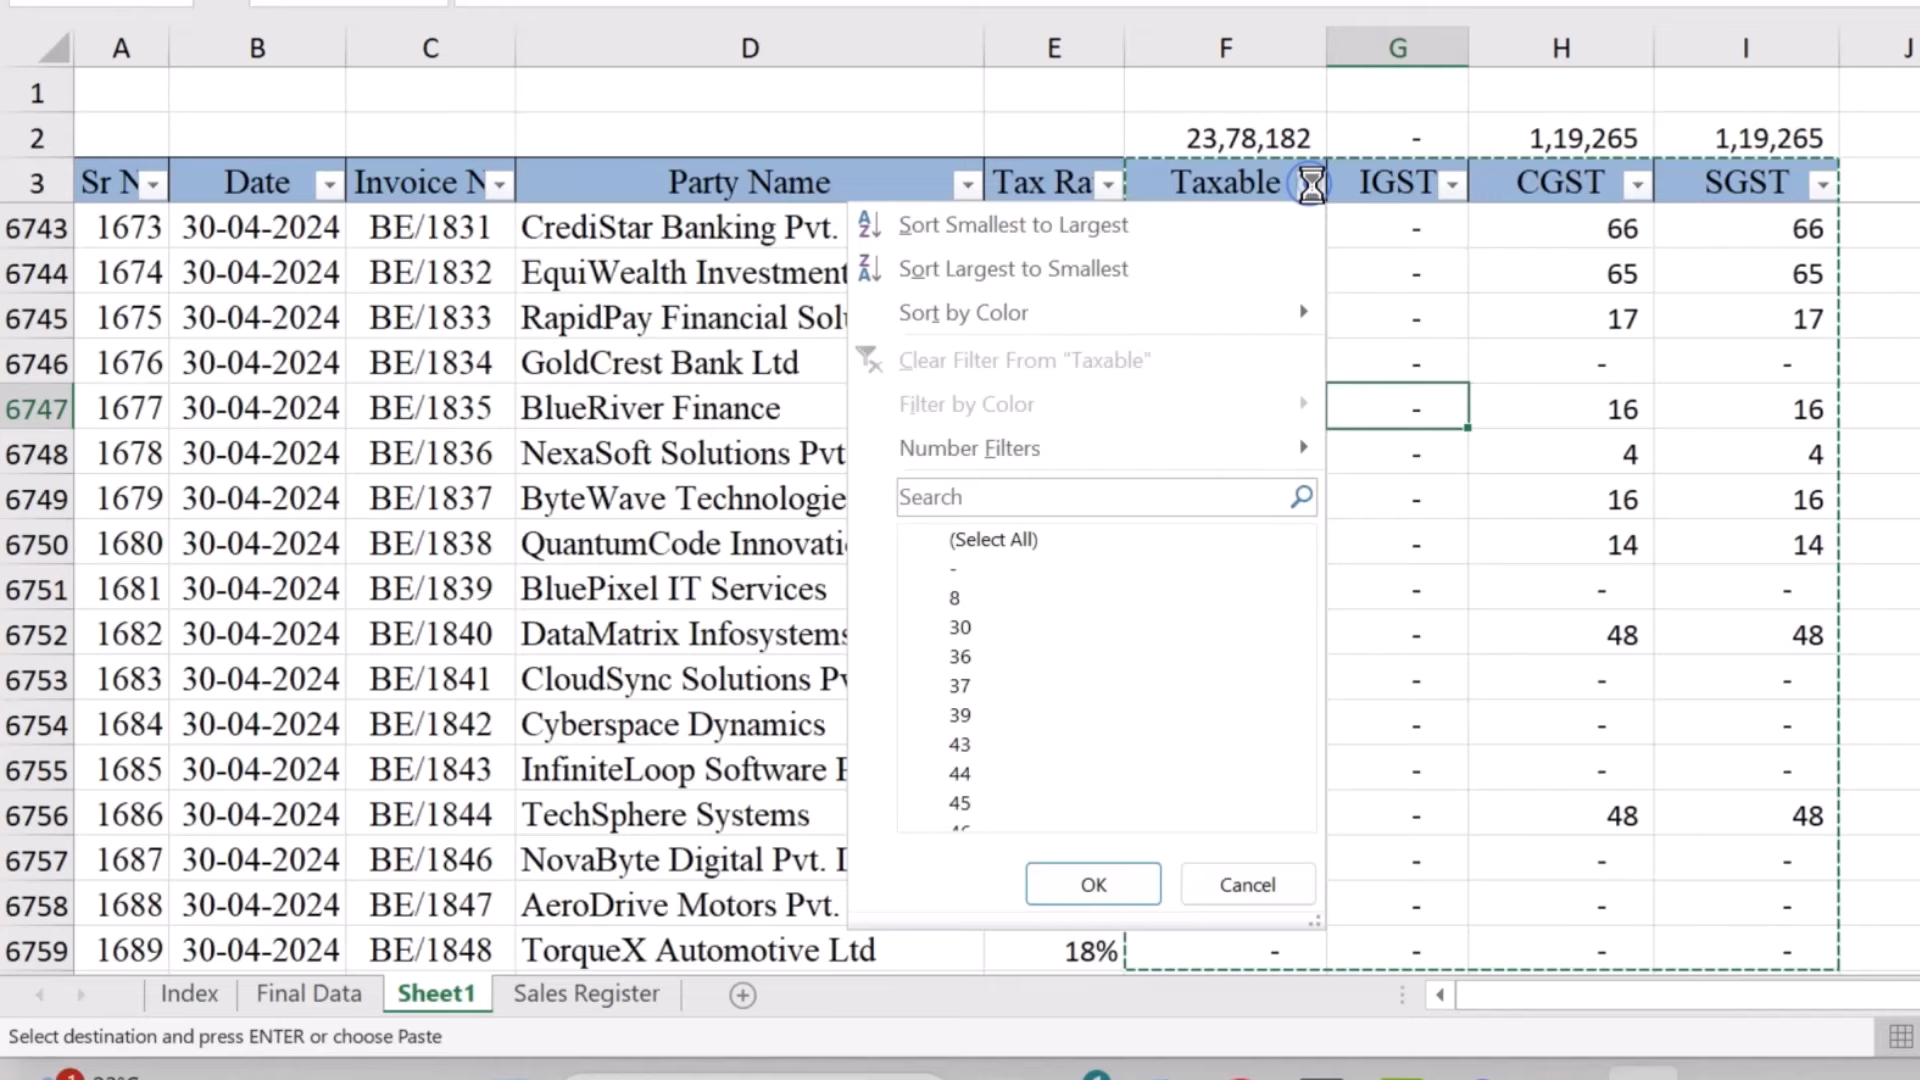 A B C D E F G H I J
1
2 23,78,182 - 1,19,265 1,19,265
3 Sr N Date Invoice N Party Name Tax Ra Taxable IGST CGST SGST
6743 1673 30-04-2024 BE/1831 CrediStar Banking Pvt. - 66 66
6744 1674 30-04-2024 BE/1832 EquiWealth Investment - 65 65
6745 1675 30-04-2024 BE/1833 RapidPay Financial Solu - 17 17
6746 1676 30-04-2024 BE/1834 GoldCrest Bank Ltd - - -
6747 1677 30-04-2024 BE/1835 BlueRiver Finance - 16 16
6748 1678 30-04-2024 BE/1836 NexaSoft Solutions Pvt - 4 4
6749 1679 30-04-2024 BE/1837 ByteWave Technologie - 16 16
6750 1680 30-04-2024 BE/1838 QuantumCode Innovati - 14 14
6751 1681 30-04-2024 BE/1839 BluePixel IT Services - - -
6752 1682 30-04-2024 BE/1840 DataMatrix Infosystems - 48 48
6753 1683 30-04-2024 BE/1841 CloudSync Solutions Pv - - -
6754 1684 30-04-2024 BE/1842 Cyberspace Dynamics - - -
6755 1685 30-04-2024 BE/1843 InfiniteLoop Software - - -
6756 1686 30-04-2024 BE/1844 TechSphere Systems - 48 48
6757 1687 30-04-2024 BE/1846 NovaByte Digital Pvt. - - -
6758 1688 30-04-2024 BE/1847 AeroDrive Motors Pvt. - - -
6759 1689 30-04-2024 BE/1848 TorqueX Automotive Ltd 18% - - - -
Sort Smallest to Largest
Sort Largest to Smallest
Sort by Color
Clear Filter From "Taxable"
Filter by Color
Number Filters
Search
(Select All)
-
8
30
36
37
39
43
44
45
OK Cancel
Index Final Data Sheet1 Sales Register
Select destination and press ENTER or choose Paste
1